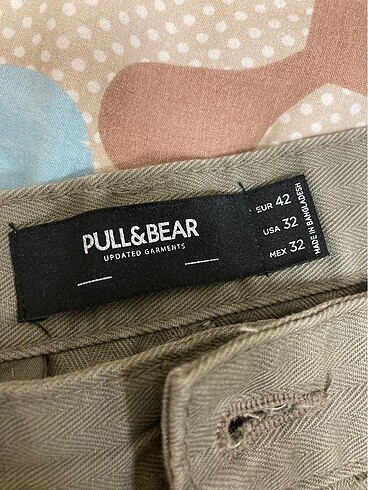 PULL&BEAR
UPDATED GARMENTS
EUR 42
USA 32
MEX 32
MADE IN BANGLADESH